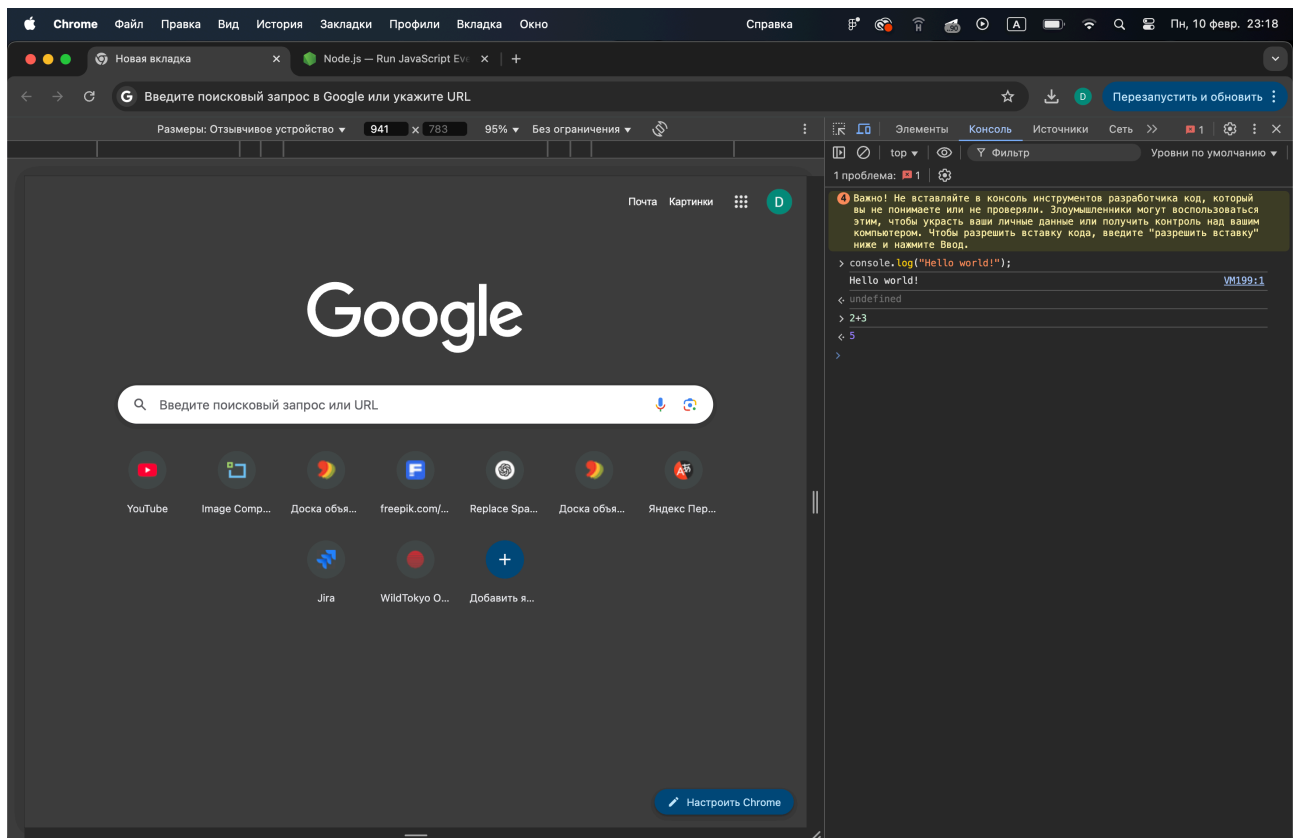 Chrome Файл Правка Вид История Закладки Профили Вкладка Окно Справка A Пн, 10 февр. 23:18
Новая вкладка Node.js — Run JavaScript Eve
G Введите поисковый запрос в Google или укажите URL D Перезапустить и обновить
Размеры: Отзывчивое устройство 941 x 783 95% Без ограничения
Почта Картинки D
Google
Введите поисковый запрос или URL
YouTube Image Comp... Доска объя... freepik.com/... Replace Spa... Доска объя... Яндекс Пер...
Jira WildTokyo O... Добавить я...
Настроить Chrome
Элементы Консоль Источники Сеть 1
top Фильтр Уровни по умолчанию
1 проблема: 1
4 Важно! Не вставляйте в консоль инструментов разработчика код, который
вы не понимаете или не проверяли. Злоумышленники могут воспользоваться
этим, чтобы украсть ваши личные данные или получить контроль над вашим
компьютером. Чтобы разрешить вставку кода, введите "разрешить вставку"
ниже и нажмите Ввод.
> console.log("Hello world!");
Hello world! VM199:1
undefined
> 2+3
5
>